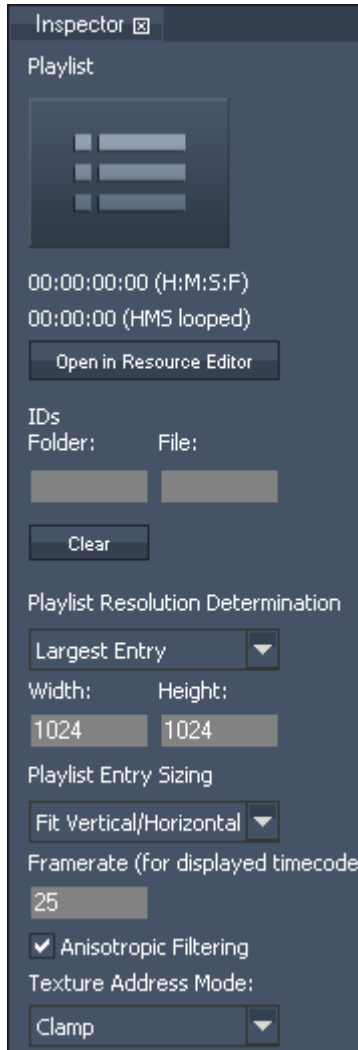 Inspector
Playlist
00:00:00:00 (H:M:S:F)
00:00:00 (HMS looped)
Open in Resource Editor
IDs
Folder: File:
Clear
Playlist Resolution Determination
Largest Entry
Width: Height:
1024 1024
Playlist Entry Sizing
Fit Vertical/Horizontal
Framerate (for displayed timecode
25
Anisotropic Filtering
Texture Address Mode:
Clamp